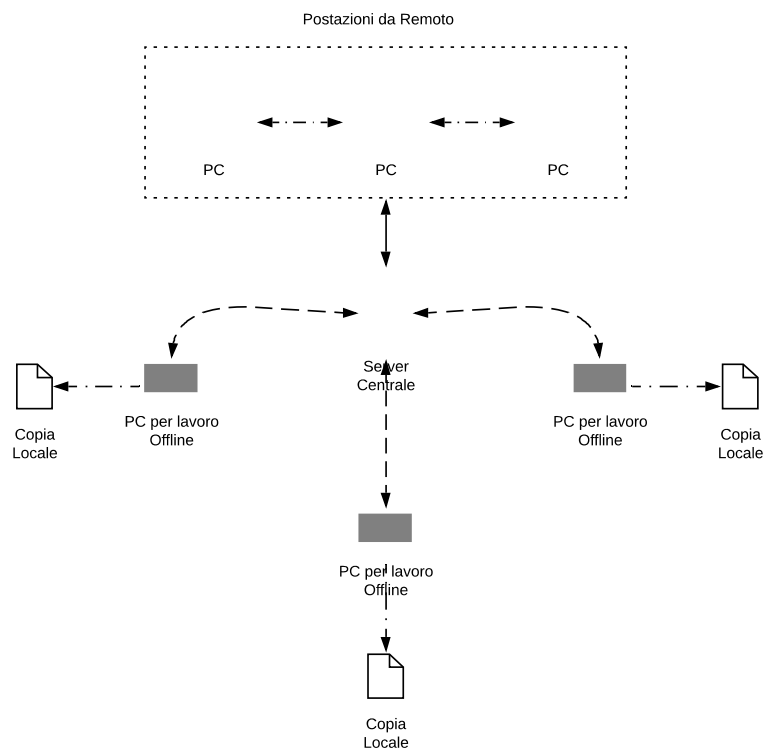 Postazioni da Remoto
PC
PC
PC
Server
Centrale
PC per lavoro
Offline
PC per lavoro
Offline
Copia
Locale
Copia
Locale
PC per lavoro
Offline
Copia
Locale